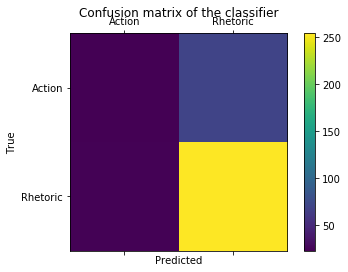 Confusion matrix of the classifier
Action Rhetoric
Action
Rhetoric
True
Predicted
250
200
150
100
50